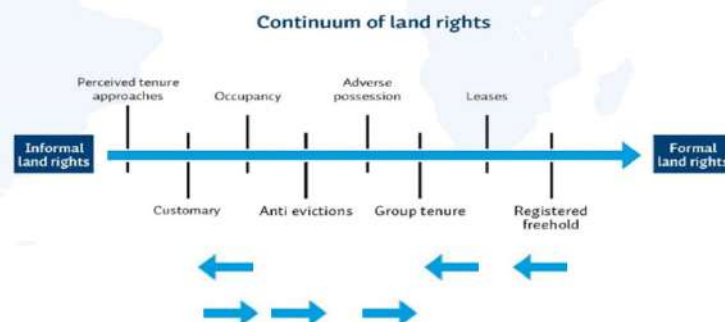 Continuum of land rights
Perceived tenure
approaches
Occupancy
Adverse
possession
Leases
Informal
land rights
Formal
land rights
Customary
Anti evictions
Group tenure
Registered
freehold